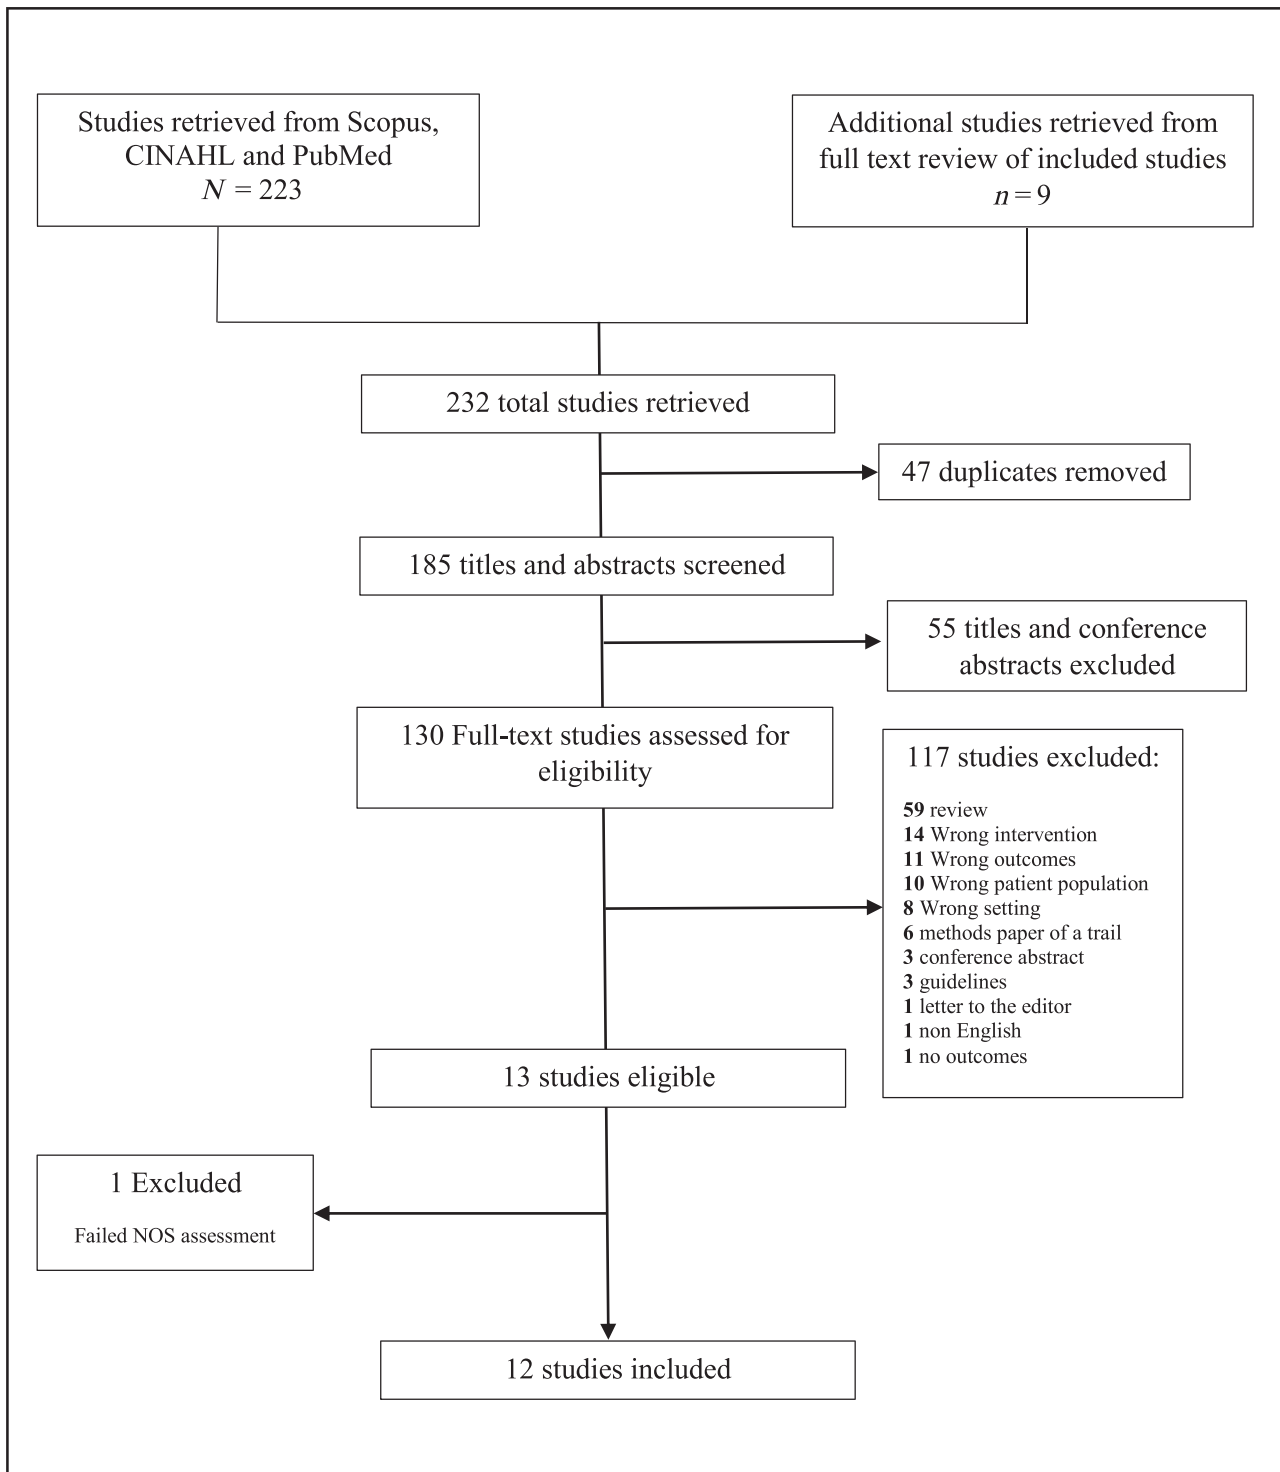 Studies retrieved from Scopus,
CINAHL and PubMed
N = 223
Additional studies retrieved from
full text review of included studies
n = 9
232 total studies retrieved
47 duplicates removed
185 titles and abstracts screened
55 titles and conference
abstracts excluded
130 Full-text studies assessed for
eligibility
117 studies excluded:
59 review
14 Wrong intervention
11 Wrong outcomes
10 Wrong patient population
8 Wrong setting
6 methods paper of a trail
3 conference abstract
3 guidelines
1 letter to the editor
1 non English
1 no outcomes
13 studies eligible
1 Excluded
Failed NOS assessment
12 studies included